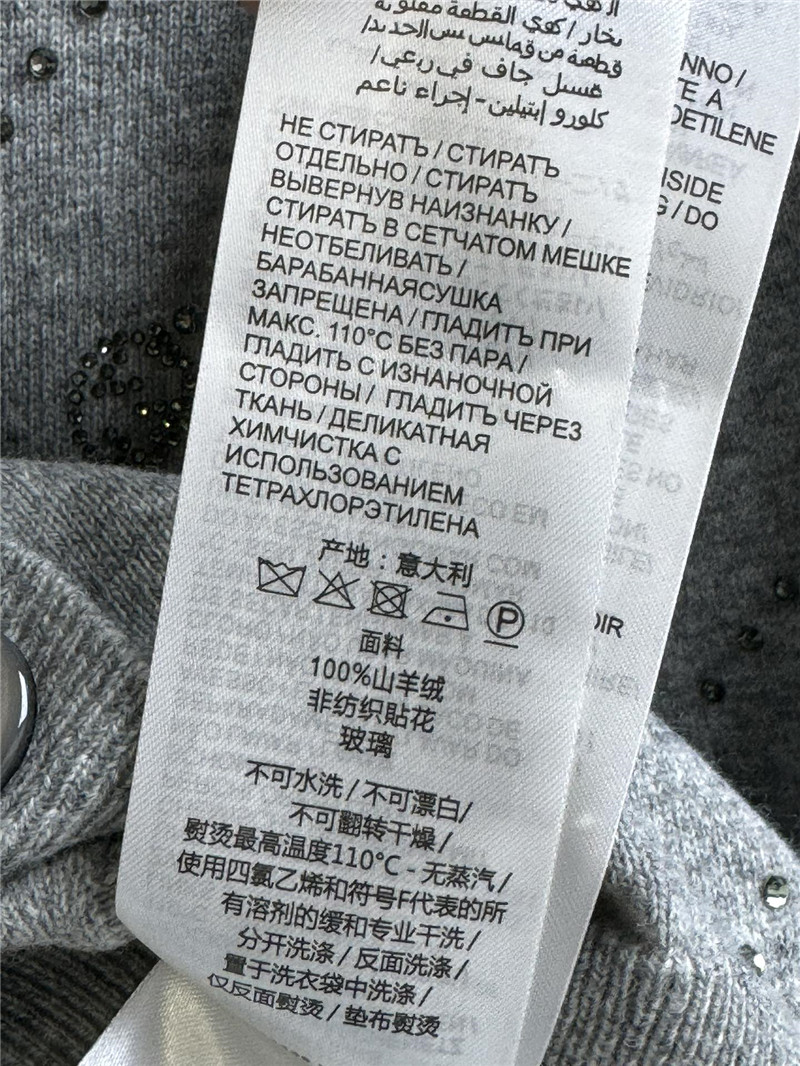 بخار / كهي القطعة مقلوبة
قطعة من قماش بين الحديد/
غسيل جاف في ربعي/
كلورو إيتيلين - إجراء ناعم
НЕ СТИРАТЪ / СТИРАТЪ
ОТДЕЛЬНО / СТИРАТЪ
ВЫВЕРНУВ НАИЗНАНКУ /
СТИРАТЪ В СЕТЧАТОМ МЕШКЕ
НЕОТБЕЛИВАТЬ /
БАРАБАННАЯСУШКА
ЗАПРЕЩЕНА / ГЛАДИТЪ ПРИ
МАКС. 110°C БЕЗ ПАРА /
ГЛАДИТЬ С ИЗНАНОЧНОЙ
СТОРОНЫ / ГЛАДИТЪ ЧЕРЕЗ
ТКАНЬ / ДЕЛИКАТНАЯ
ХИМЧИСТКА С
ИСПОЛЬЗОВАНИЕМ
ТЕТРАХЛОРЭТИЛЕНА
产地：意大利
P
面料
100%山羊绒
非纺织貼花
玻璃
不可水洗 / 不可漂白/
不可翻转干燥 /
熨烫最高温度110°C - 无蒸汽 /
使用四氯乙烯和符号F代表的所
有溶剂的缓和专业干洗 /
分开洗涤 / 反面洗涤 /
置于洗衣袋中洗涤 /
仅反面熨烫 / 垫布熨烫
NNO /
TE A
DETILENE
NSIDE
G / DO
OIR